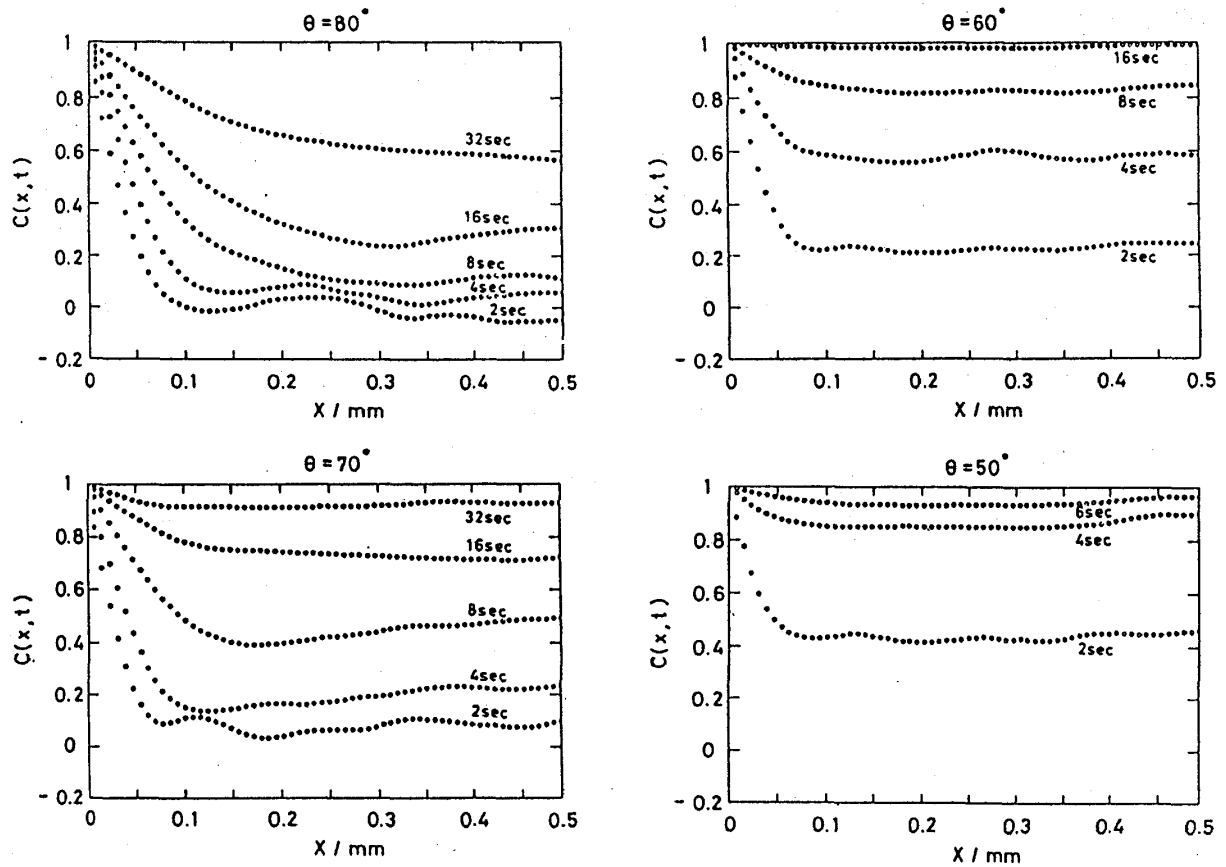 θ = 80°
C(x,t)
1
0.8
0.6
0.4
0.2
0
-0.2
32sec
16sec
8sec
4sec
2sec
0 0.1 0.2 0.3 0.4 0.5
X / mm
θ = 60°
C(x,t)
1
0.8
0.6
0.4
0.2
0
-0.2
16sec
8sec
4sec
2sec
0 0.1 0.2 0.3 0.4 0.5
X / mm
θ = 70°
C(x,t)
1
0.8
0.6
0.4
0.2
0
-0.2
32sec
16sec
8sec
4sec
2sec
0 0.1 0.2 0.3 0.4 0.5
X / mm
θ = 50°
C(x,t)
1
0.8
0.6
0.4
0.2
0
-0.2
6sec
4sec
2sec
0 0.1 0.2 0.3 0.4 0.5
X / mm